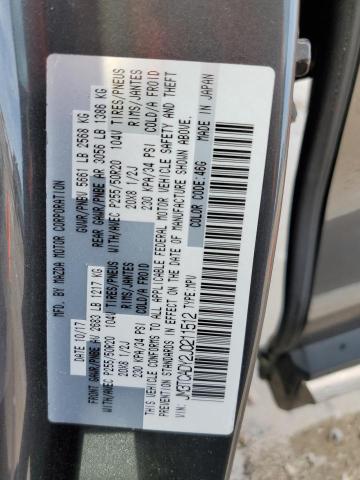 MFD. BY MAZDA MOTOR CORPORATION
10/17 GVWR/PNBV 5661 LB 2568 KG
FRONT GAWR/PNBE AV 2683 LB 1217 KG REAR GAWR/PNBE AR 3056 LB 1386 KG
WITH/AVEC P255/50R20 104V TIRES/PNEUS WITH/AVEC P255/50R20 104V TIRES/PNEUS
20X8 1/2J RIMS/JANTES 20X8 1/2J RIMS/JANTES
230 KPA/34 PSI COLD/A FROID 230 KPA/34 PSI COLD/A FROID
THIS VEHICLE CONFORMS TO ALL APPLICABLE FEDERAL MOTOR VEHICLE SAFETY AND THEFT
PREVENTION STANDARDS IN EFFECT ON THE DATE OF MANUFACTURE SHOWN ABOVE.
MADE IN JAPAN
VIN: JM3TCADY2J0211512 TYPE:MPV COLOR CODE:46G